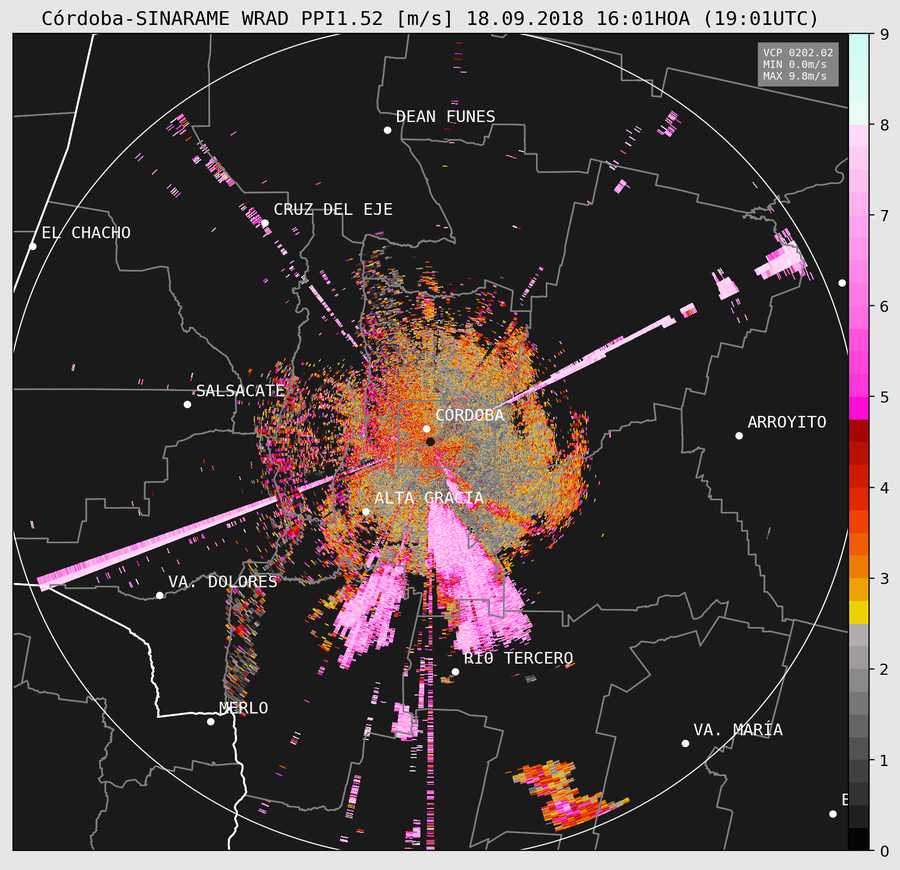 Córdoba-SINARAME WRAD PPI1.52 [m/s] 18.09.2018 16:01HOA (19:01UTC)
VCP 0202.02
MIN 0.0m/s
MAX 9.8m/s
9
8
7
6
5
4
3
2
1
0
DEAN FUNES
CRUZ DEL EJE
EL CHACHO
SALSACATE
CÓRDOBA
ARROYITO
ALTA GRACIA
VA. DOLORES
RIO TERCERO
MERLO
VA. MARÍA